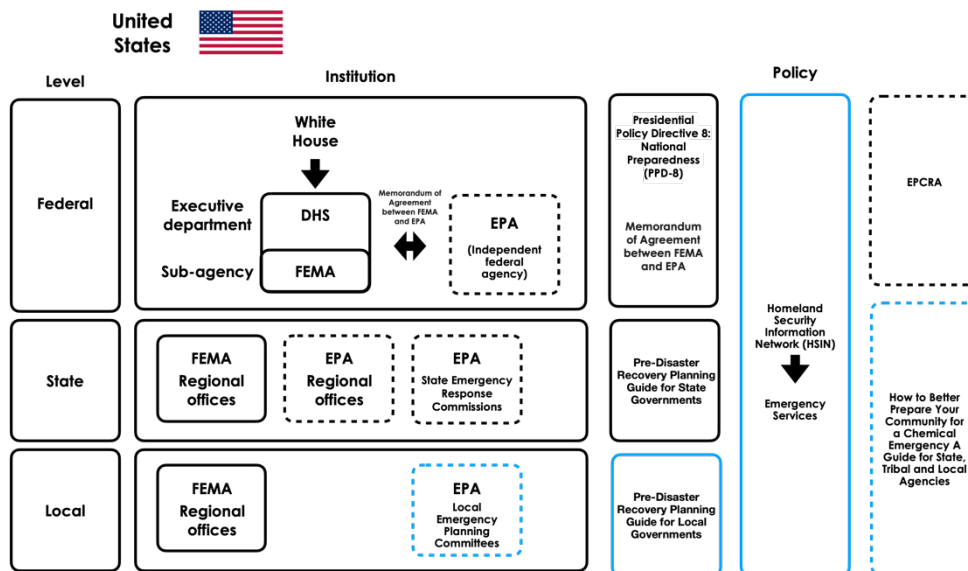 United
States
Level
Institution
Policy
Federal
White
House
Executive
department
DHS
Sub-agency
FEMA
Memorandum of
Agreement
between FEMA
and EPA
EPA
(Independent
federal
agency)
Presidential
Policy Directive 8:
National
Preparedness
(PPD-8)
Memorandum
of Agreement
between FEMA
and EPA
Homeland
Security
Information
Network (HSIN)
Emergency
Services
EPCRA
State
FEMA
Regional
offices
EPA
Regional
offices
EPA
State Emergency
Response
Commissions
Pre-Disaster
Recovery Planning
Guide for State
Governments
How to Better
Prepare Your
Community for
a Chemical
Emergency A
Guide for State,
Tribal and Local
Agencies
Local
FEMA
Regional
offices
EPA
Local
Emergency
Planning
Committees
Pre-Disaster
Recovery Planning
Guide for Local
Governments